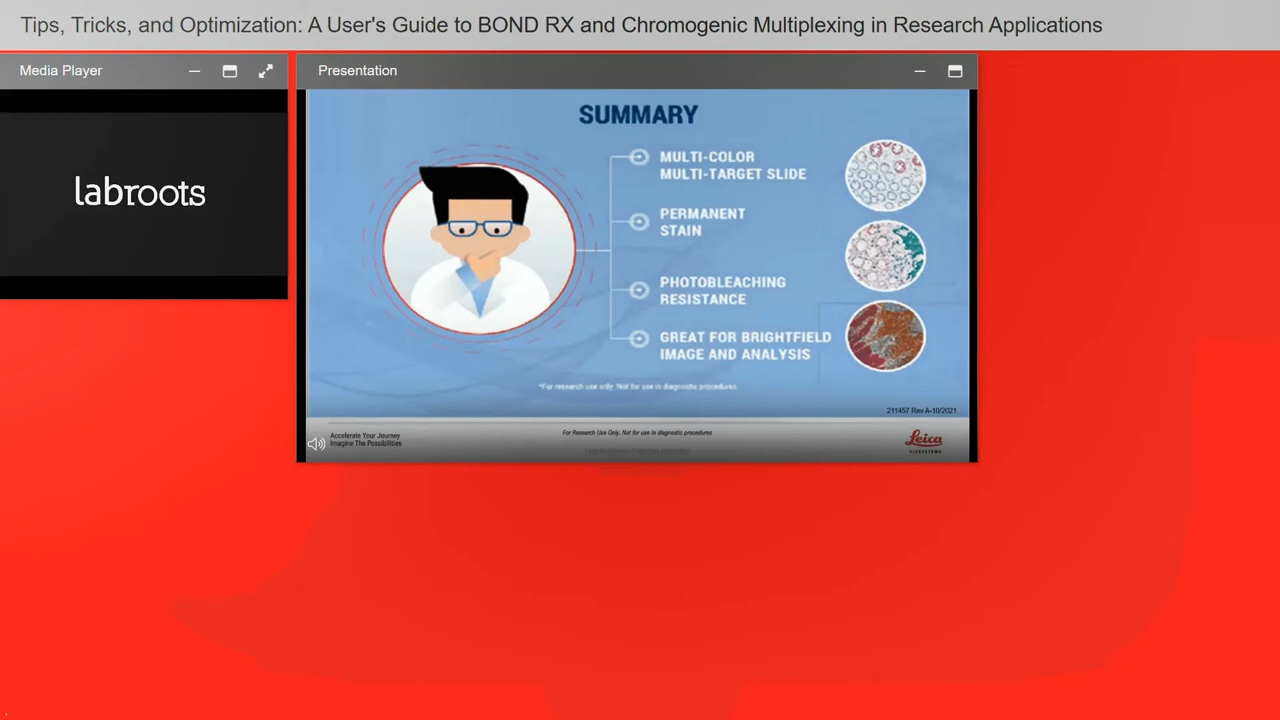 Tips, Tricks, and Optimization: A User's Guide to BOND RX and Chromogenic Multiplexing in Research Applications
Media Player
Presentation
labroots
SUMMARY
MULTI-COLOR
MULTI-TARGET SLIDE
PERMANENT
STAIN
PHOTOBLEACHING
RESISTANCE
GREAT FOR BRIGHTFIELD
IMAGE AND ANALYSIS
*For research use only. Not for use in diagnostic procedures.
211457 Rev A-10/2021
Accelerate Your Journey
Imagine The Possibilities
For Research Use Only. Not for use in diagnostic procedures
Leica
BIOSYSTEMS